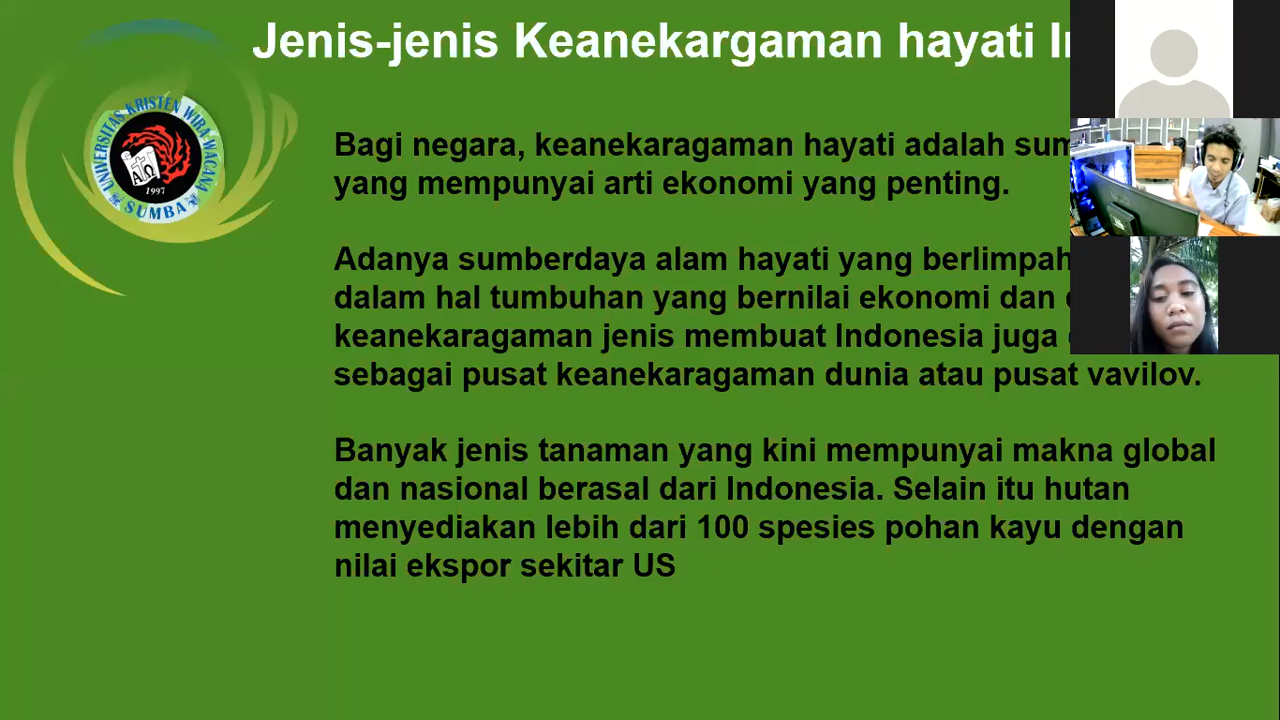 Jenis-jenis Keanekargaman hayati
UNIVERSITAS KRISTEN WIRA WACANA
ΑΩ
1997
SUMBA
Bagi negara, keanekaragaman hayati adalah
yang mempunyai arti ekonomi yang penting.
Adanya sumberdaya alam hayati yang berlimpah
dalam hal tumbuhan yang bernilai ekonomi dan
keanekaragaman jenis membuat Indonesia juga
sebagai pusat keanekaragaman dunia atau pusat vavilov.
Banyak jenis tanaman yang kini mempunyai makna global
dan nasional berasal dari Indonesia. Selain itu hutan
menyediakan lebih dari 100 spesies pohan kayu dengan
nilai ekspor sekitar US